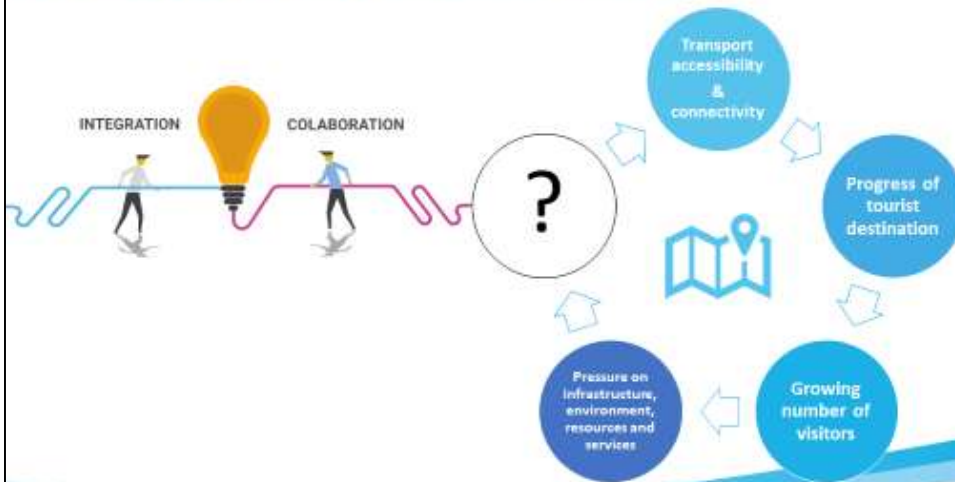 INTEGRATION
COLABORATION
?
Transport
accessibility
&
connectivity
Progress of
tourist
destination
Growing
number of
visitors
Pressure on
infrastructure,
environment,
resources and
services